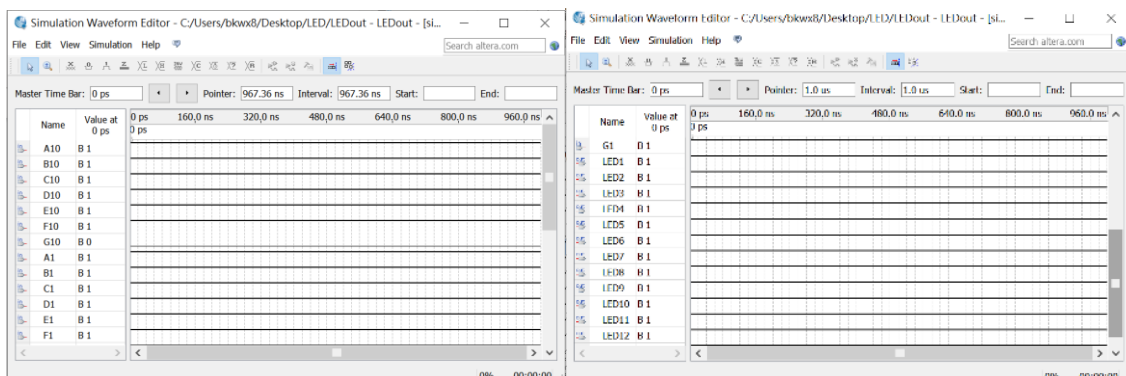 Simulation Waveform Editor - C:/Users/bkwx8/Desktop/LED/LEDout - LEDout - [si...
File Edit View Simulation Help Search altera.com
Master Time Bar: 0 ps Pointer: 967.36 ns Interval: 967.36 ns Start: End:
Name Value at 0 ps 0 ps 160,0 ns 320,0 ns 480,0 ns 640,0 ns 800,0 ns 960,0 ns
0 ps
A10 B 1
B10 B 1
C10 B 1
D10 B 1
E10 B 1
F10 B 1
G10 B 0
A1 B 1
B1 B 1
C1 B 1
D1 B 1
E1 B 1
F1 B 1
0% 00:00:00
Simulation Waveform Editor - C:/Users/bkwx8/Desktop/LED/LEDout - LEDout - [si...
File Edit View Simulation Help Search altera.com
Master Time Bar: 0 ps Pointer: 1.0 us Interval: 1.0 us Start: End:
Name Value at 0 ps 0 ps 160,0 ns 320,0 ns 480,0 ns 640,0 ns 800,0 ns 960,0 ns
0 ps
G1
LED1 B 1
LED2 B 1
LED3 B 1
LED4 B 1
LED5 B 1
LED6 B 1
LED7 B 1
LED8 B 1
LED9 B 1
LED10 B 1
LED11 B 1
LED12 B 1
0% 00:00:00